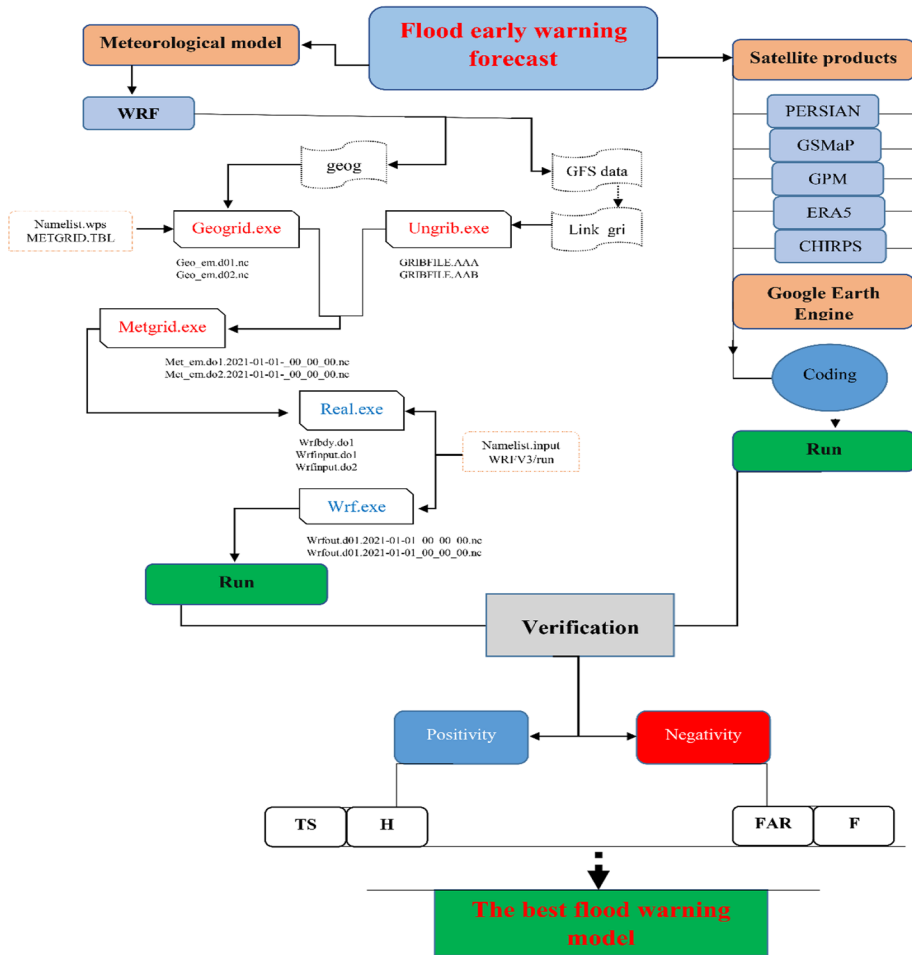 Flood early warning
forecast
Meteorological model
Satellite products
WRF
PERSIAN
GSMaP
GPM
ERA5
CHIRPS
geog
GFS data
Namelist.wps
METGRID.TBL
Geogrid.exe
Ungrib.exe
Link gri
Geo_em.d01.nc
Geo_em.d02.nc
GRIBFILE.AAA
GRIBFILE.AAB
Google Earth
Engine
Metgrid.exe
Met_em.do1.2021-01-01-_00_00_00.nc
Mct_cm.do2.2021-01-01-_00_00_00.nc
Coding
Real.exe
Wrfbdy.do1
Wrfinput.do1
Wrfinput.do2
Namelist.input
WRFV3/run
Run
Wrf.exe
Wrfout.d01.2021-01-01_00_00_00.nc
Wrfout.d01.2021-01-01_00_00_00.nc
Run
Verification
Positivity
Negativity
TS
H
FAR
F
The best flood warning
model